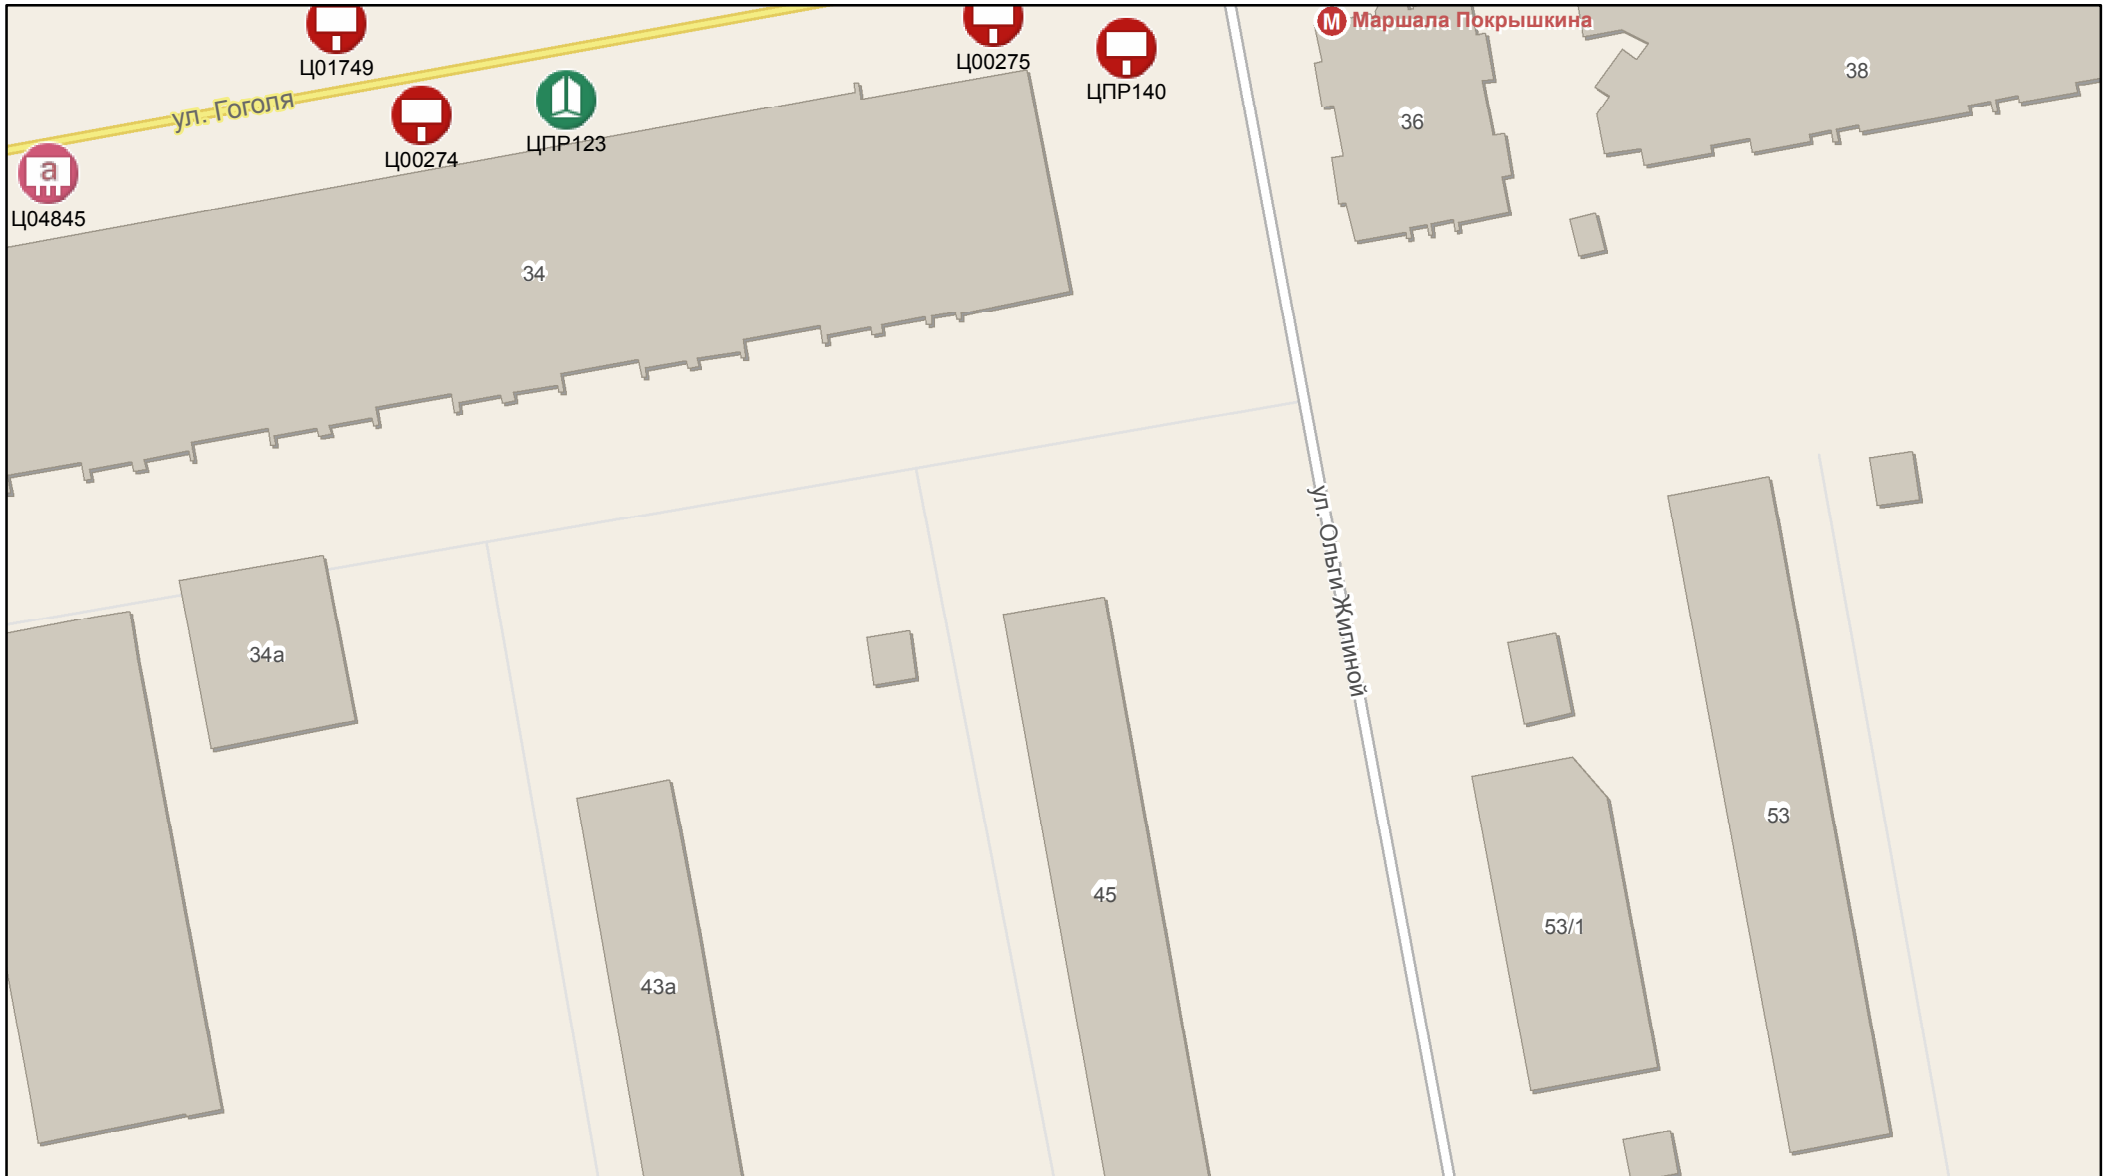 М Маршала Покрышкина
Ц01749
Ц00275
ЦПР140
38
ул. Гоголя
36
Ц00274
ЦПР123
а
Ц04845
34
ул. Ольги Жилиной
34а
53
45
53/1
43а